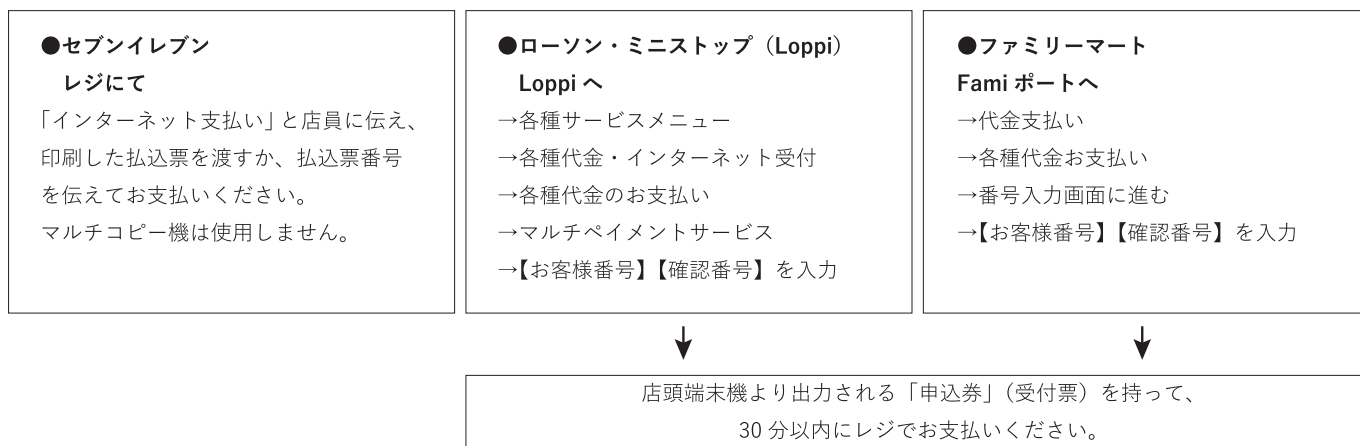 ●セブンイレブン
レジにて
「インターネット支払い」と店員に伝え、
印刷した払込票を渡すか、払込票番号
を伝えてお支払いください。
マルチコピー機は使用しません。
●ローソン・ミニストップ（Loppi）
Loppi へ
→各種サービスメニュー
→各種代金・インターネット受付
→各種代金のお支払い
→マルチペイメントサービス
→【お客様番号】【確認番号】を入力
●ファミリーマート
Fami ポートへ
→代金支払い
→各種代金お支払い
→番号入力画面に進む
→【お客様番号】【確認番号】を入力
店頭端末機より出力される「申込券」（受付票）を持って、
30 分以内にレジでお支払いください。